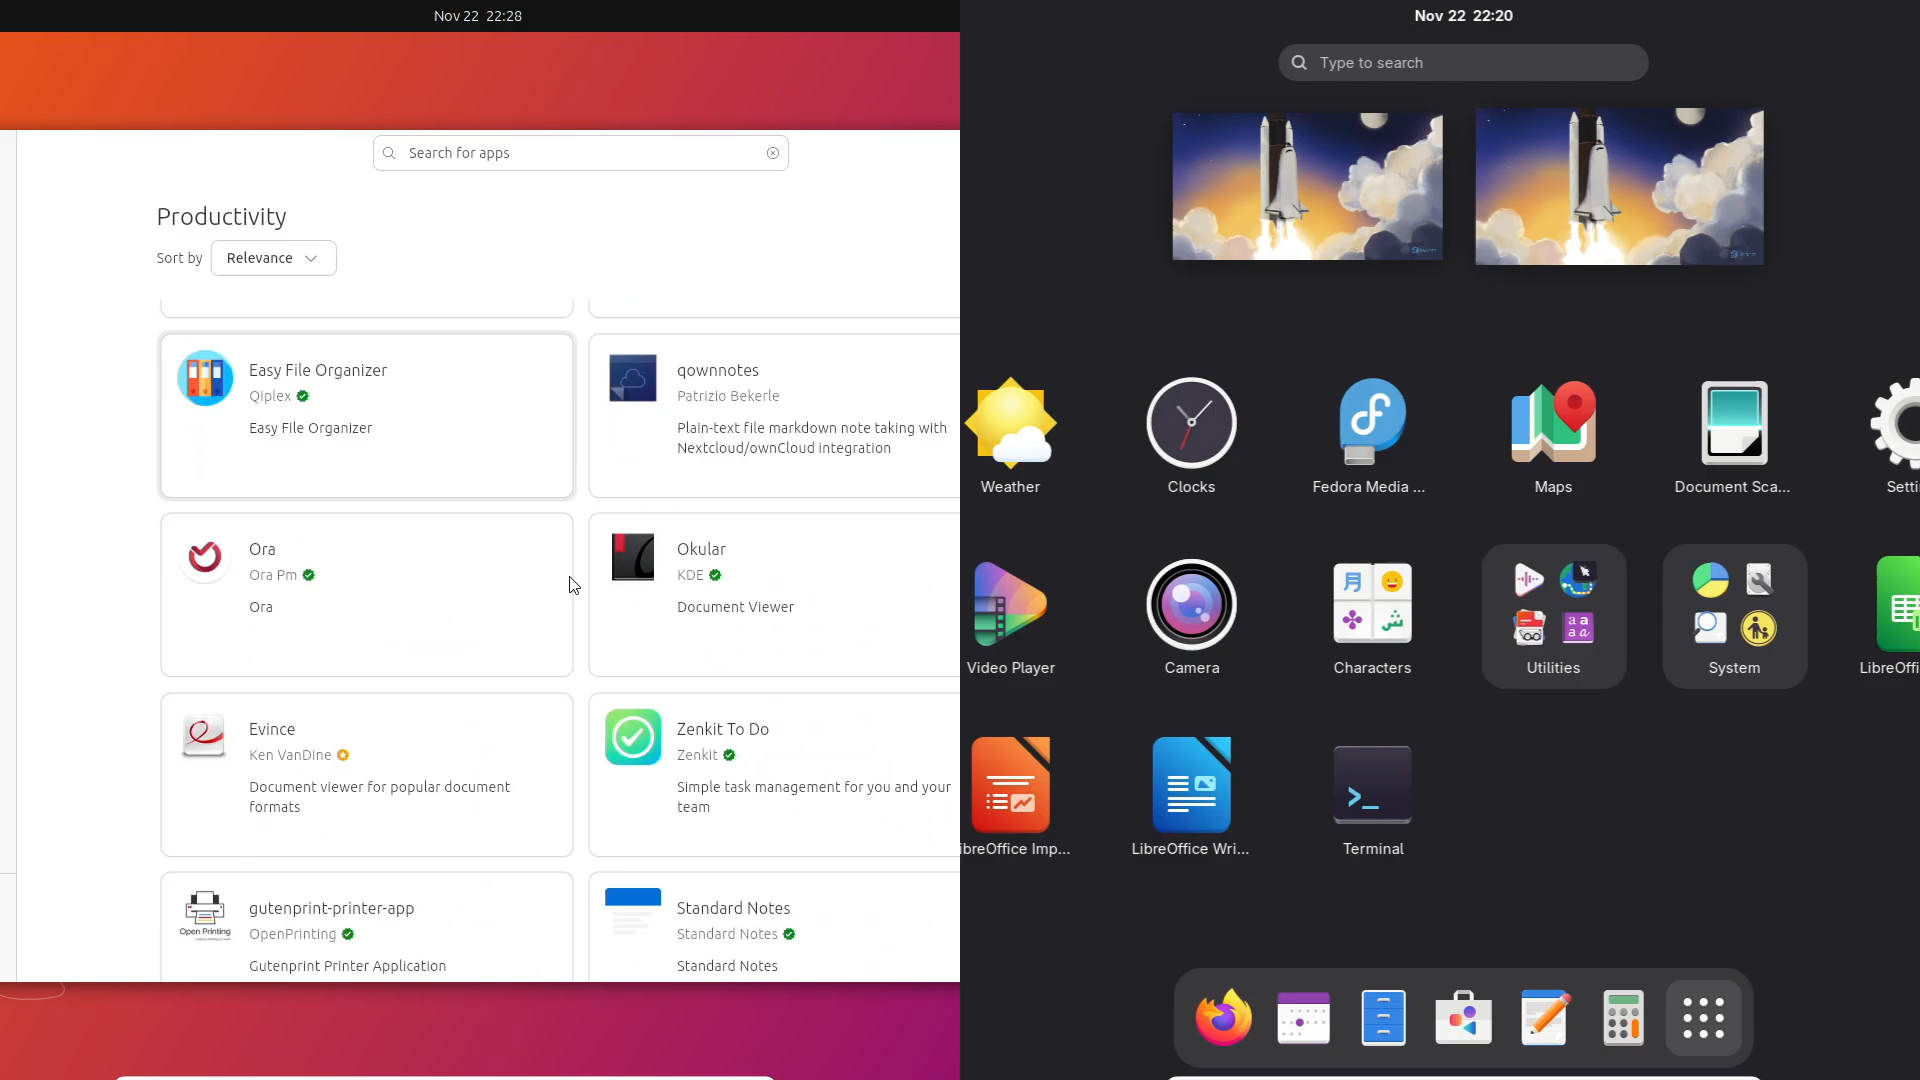 Nov 22 22:28
Search for apps
Productivity
Sort by
Relevance
Easy File Organizer
Qiplex
Easy File Organizer
qownnotes
Patrizio Bekerle
Plain-text file markdown note taking with
Nextcloud/ownCloud integration
Ora
Ora Pm
Ora
Okular
KDE
Document Viewer
Evince
Ken VanDine
Document viewer for popular document
formats
Zenkit To Do
Zenkit
Simple task management for you and your
team
Open Printing
gutenprint-printer-app
OpenPrinting
Gutenprint Printer Application
Standard Notes
Standard Notes
Standard Notes
Nov 22 22:20
Type to search
Weather
Clocks
Fedora Media ...
Maps
Document Sca...
Setti
Video Player
Camera
月
ش
Characters
a a
a a
Utilities
System
LibreOffi
>_
ibreOffice Imp...
LibreOffice Wri...
Terminal